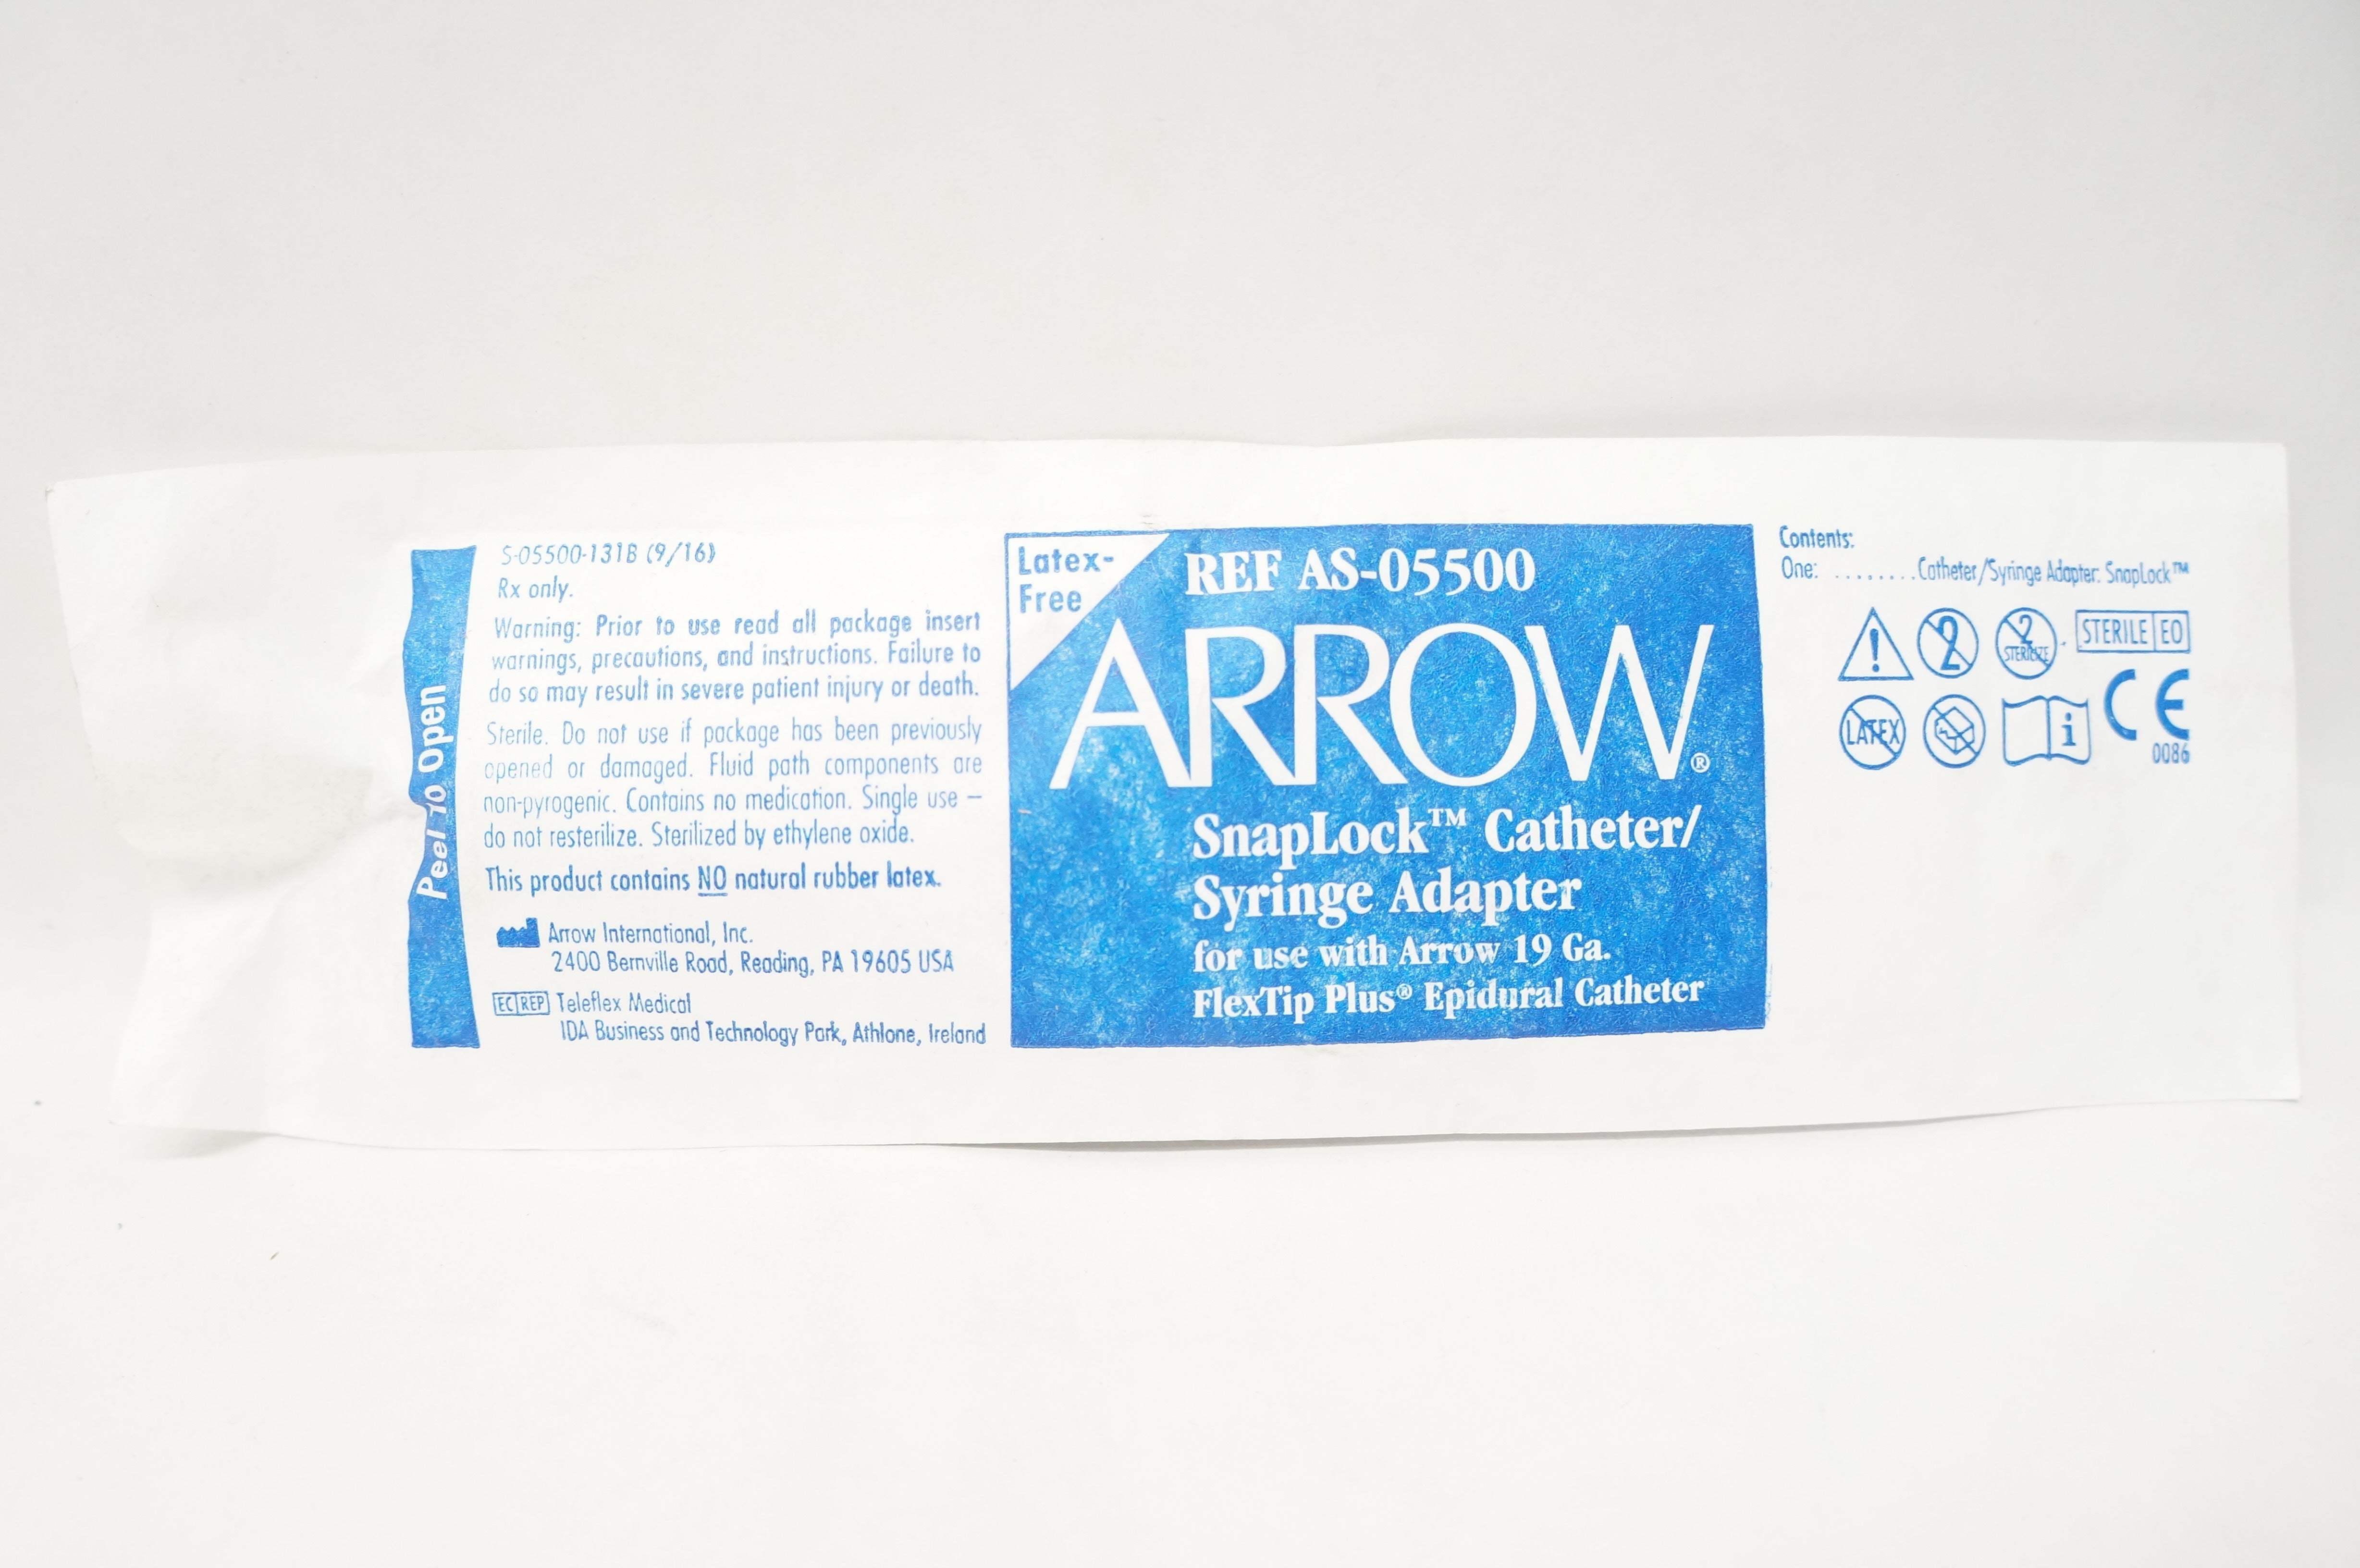 Peel To Open
S-05500-131B (9/16)
Rx only.
Warning: Prior to use read all package insert
warnings, precautions, and instructions. Failure to
do so may result in severe patient injury or death.
Sterile. Do not use if package has been previously
opened or damaged. Fluid path components are
non-pyrogenic. Contains no medication. Single use –
do not resterilize. Sterilized by ethylene oxide.
This product contains NO natural rubber latex.
Arrow International, Inc.
2400 Bernville Road, Reading, PA 19605 USA
EC REP Teleflex Medical
IDA Business and Technology Park, Athlone, Ireland
Latex-
Free
REF AS-05500
ARROW®
SnapLock™ Catheter/
Syringe Adapter
for use with Arrow 19 Ga.
FlexTip Plus® Epidural Catheter
Contents:
One: ........Catheter/Syringe Adapter: SnapLock™
2
2
STERILIZE
STERILE EO
LATEX
i
CE
0086